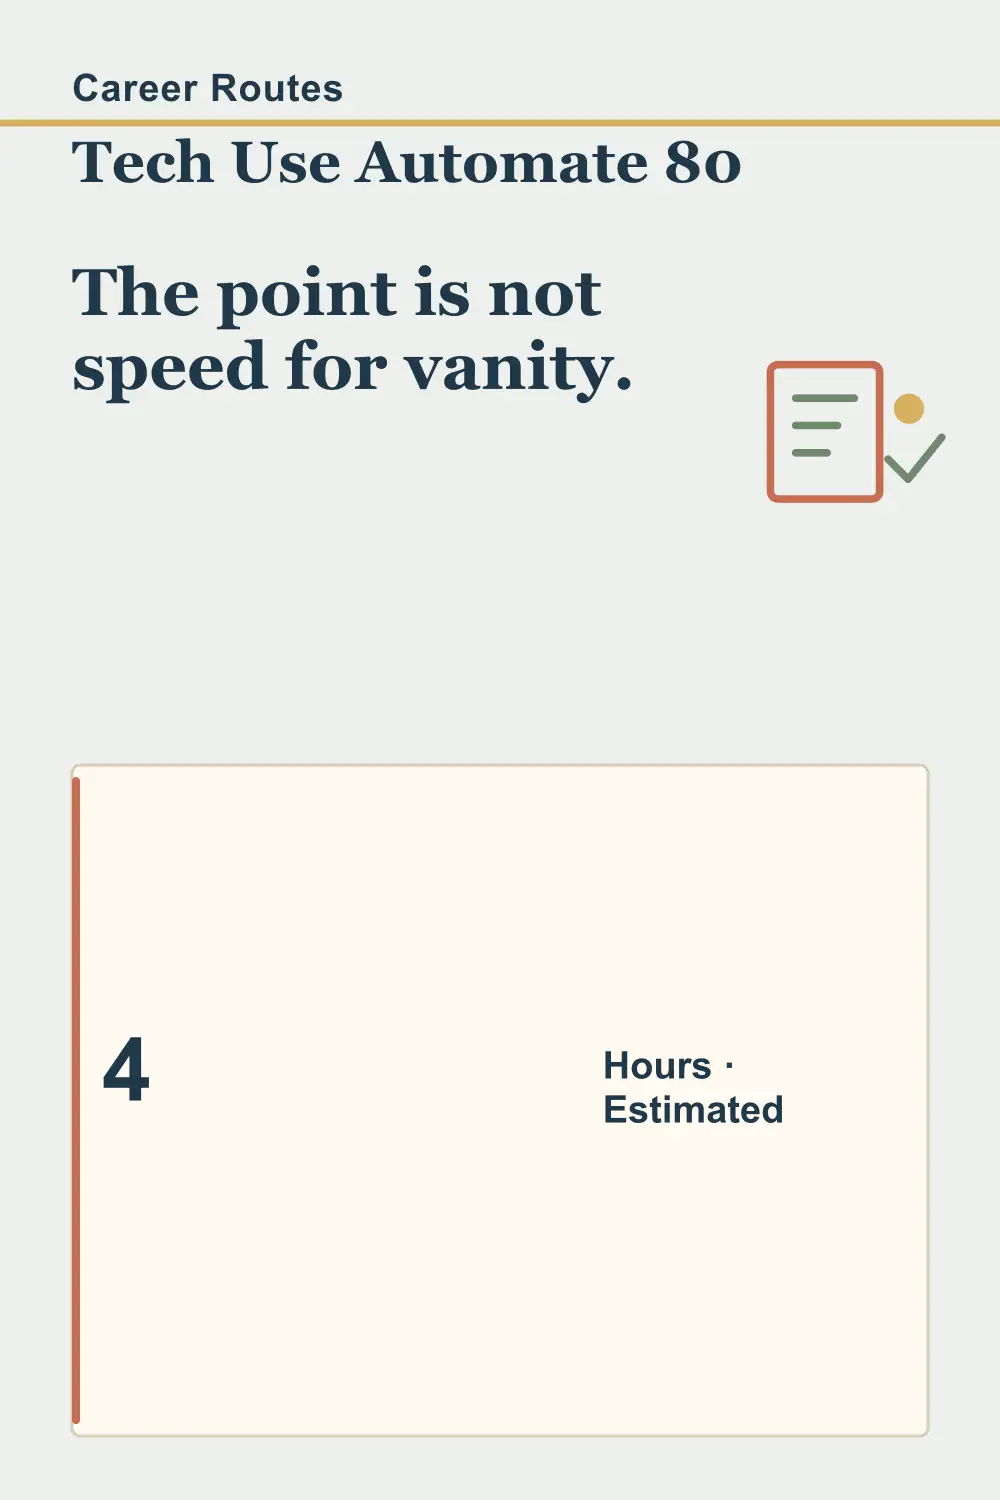 Career Routes
Tech Use Automate 80
The point is not
speed for vanity.
4
Hours ·
Estimated